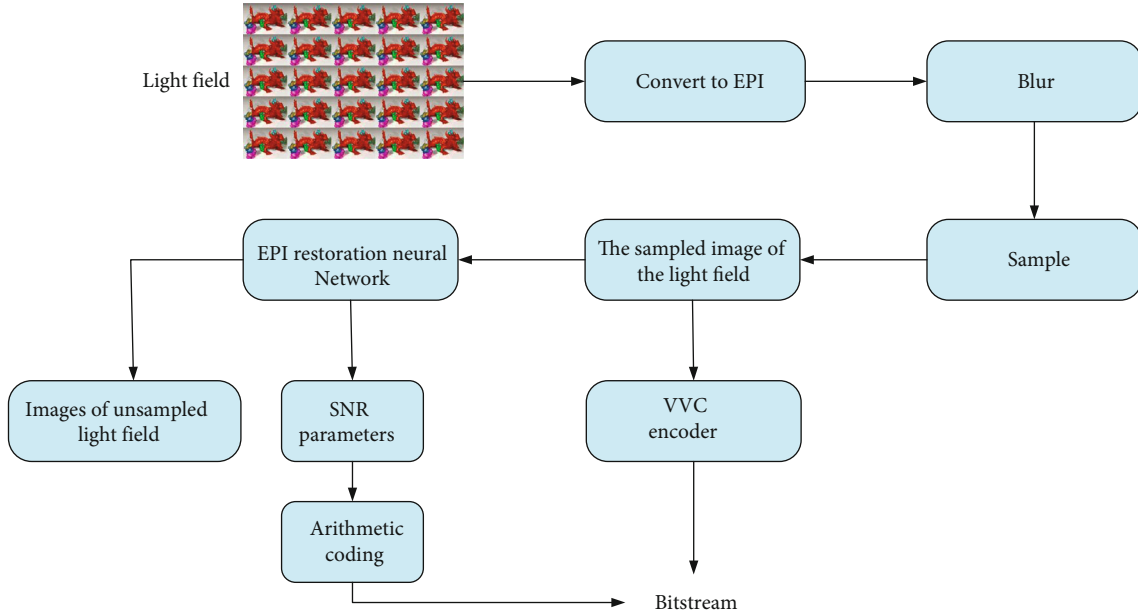 Light field
Convert to EPI
Blur
EPI restoration neural
Network
The sampled image of
the light field
Sample
Images of unsampled
light field
SNR
parameters
VVC
encoder
Arithmetic
coding
Bitstream